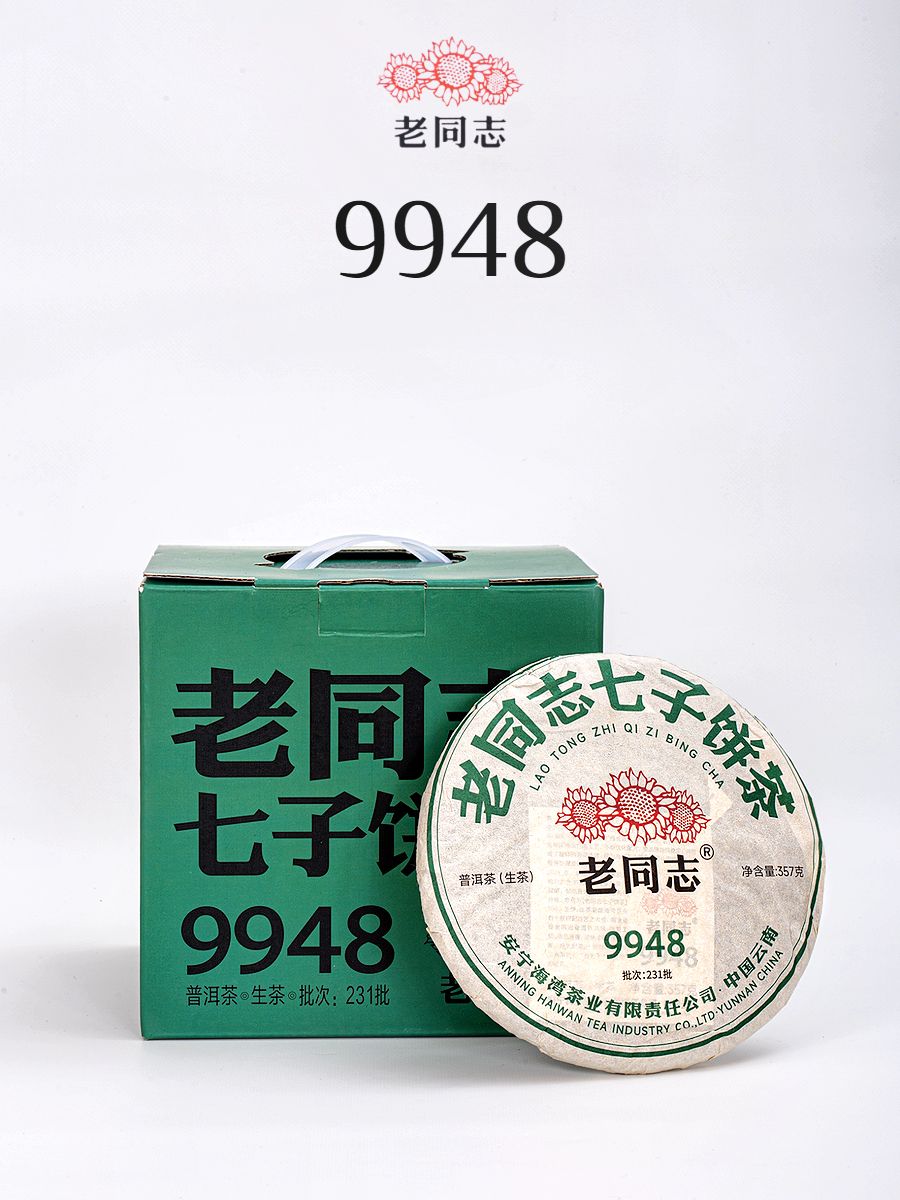 老同志
9948
老同志
七子饼
9948
普洱茶◎生茶◎批次：231批
老同志七子饼茶
LAO TONG ZHI QI ZI BING CHA
老同志®
普洱茶(生茶)
净含量:357克
9948
批次:231批
安宁海湾茶业有限责任公司·中国云南
ANNING HAIWAN TEA INDUSTRY CO.,LTD·YUNNAN CHINA